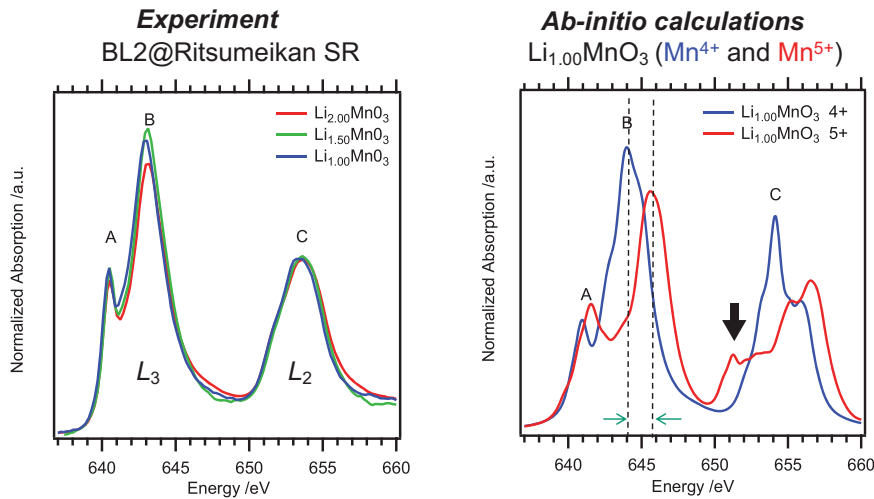 Experiment
BL2@Ritsumeikan SR
B
A
C
L₃
L₂
Li₂.₀₀Mn0₃
Li₁.₅₀Mn0₃
Li₁.₀₀Mn0₃
Normalized Absorption /a.u.
640
645
650
655
660
Energy /eV
Ab-initio calculations
Li₁.₀₀MnO₃ (Mn⁴⁺ and Mn⁵⁺)
B
A
C
Li₁.₀₀MnO₃ 4+
Li₁.₀₀MnO₃ 5+
Normalized Absorption /a.u.
640
645
650
655
660
Energy /eV